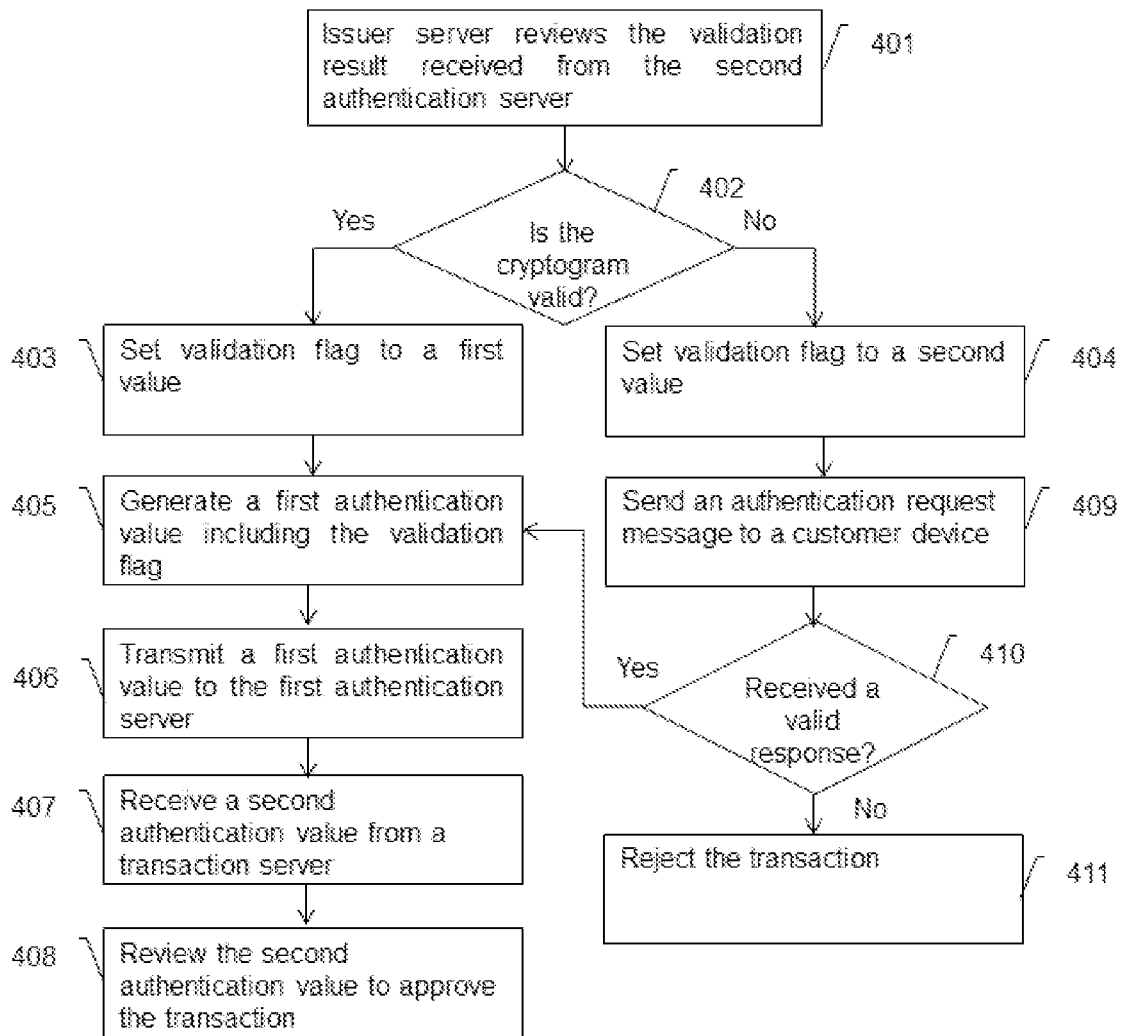 Issuer server reviews the validation
result received from the second
authentication server
401
402
Yes
No
Is the
cryptogram
valid?
403
Set validation flag to a first
value
Set validation flag to a second
value
404
405
Generate a first authentication
value including the validation
flag
Send an authentication request
message to a customer device
409
406
Transmit a first authentication
value to the first authentication
server
Yes
410
Received a
valid
response?
407
Receive a second
authentication value from a
transaction server
No
Reject the transaction
411
408
Review the second
authentication value to approve
the transaction